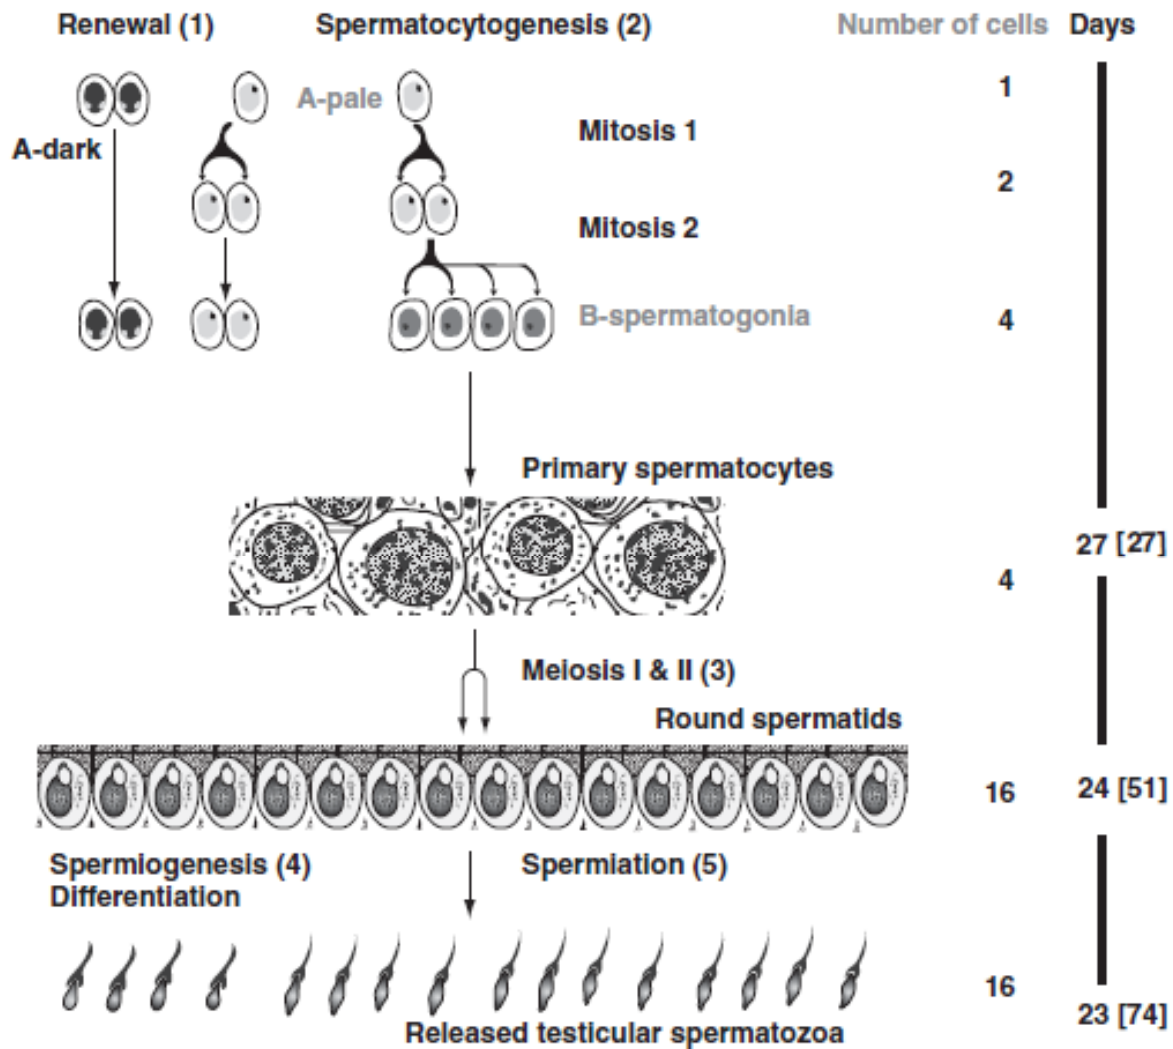 Renewal (1) Spermatocytogenesis (2) Number of cells Days
A-pale 1
Mitosis 1
A-dark
2
Mitosis 2
B-spermatogonia 4
Primary spermatocytes
27 [27]
4
Meiosis I & II (3)
Round spermatids
16 24 [51]
Spermiogenesis (4) Spermiation (5)
Differentiation
16
23 [74]
Released testicular spermatozoa